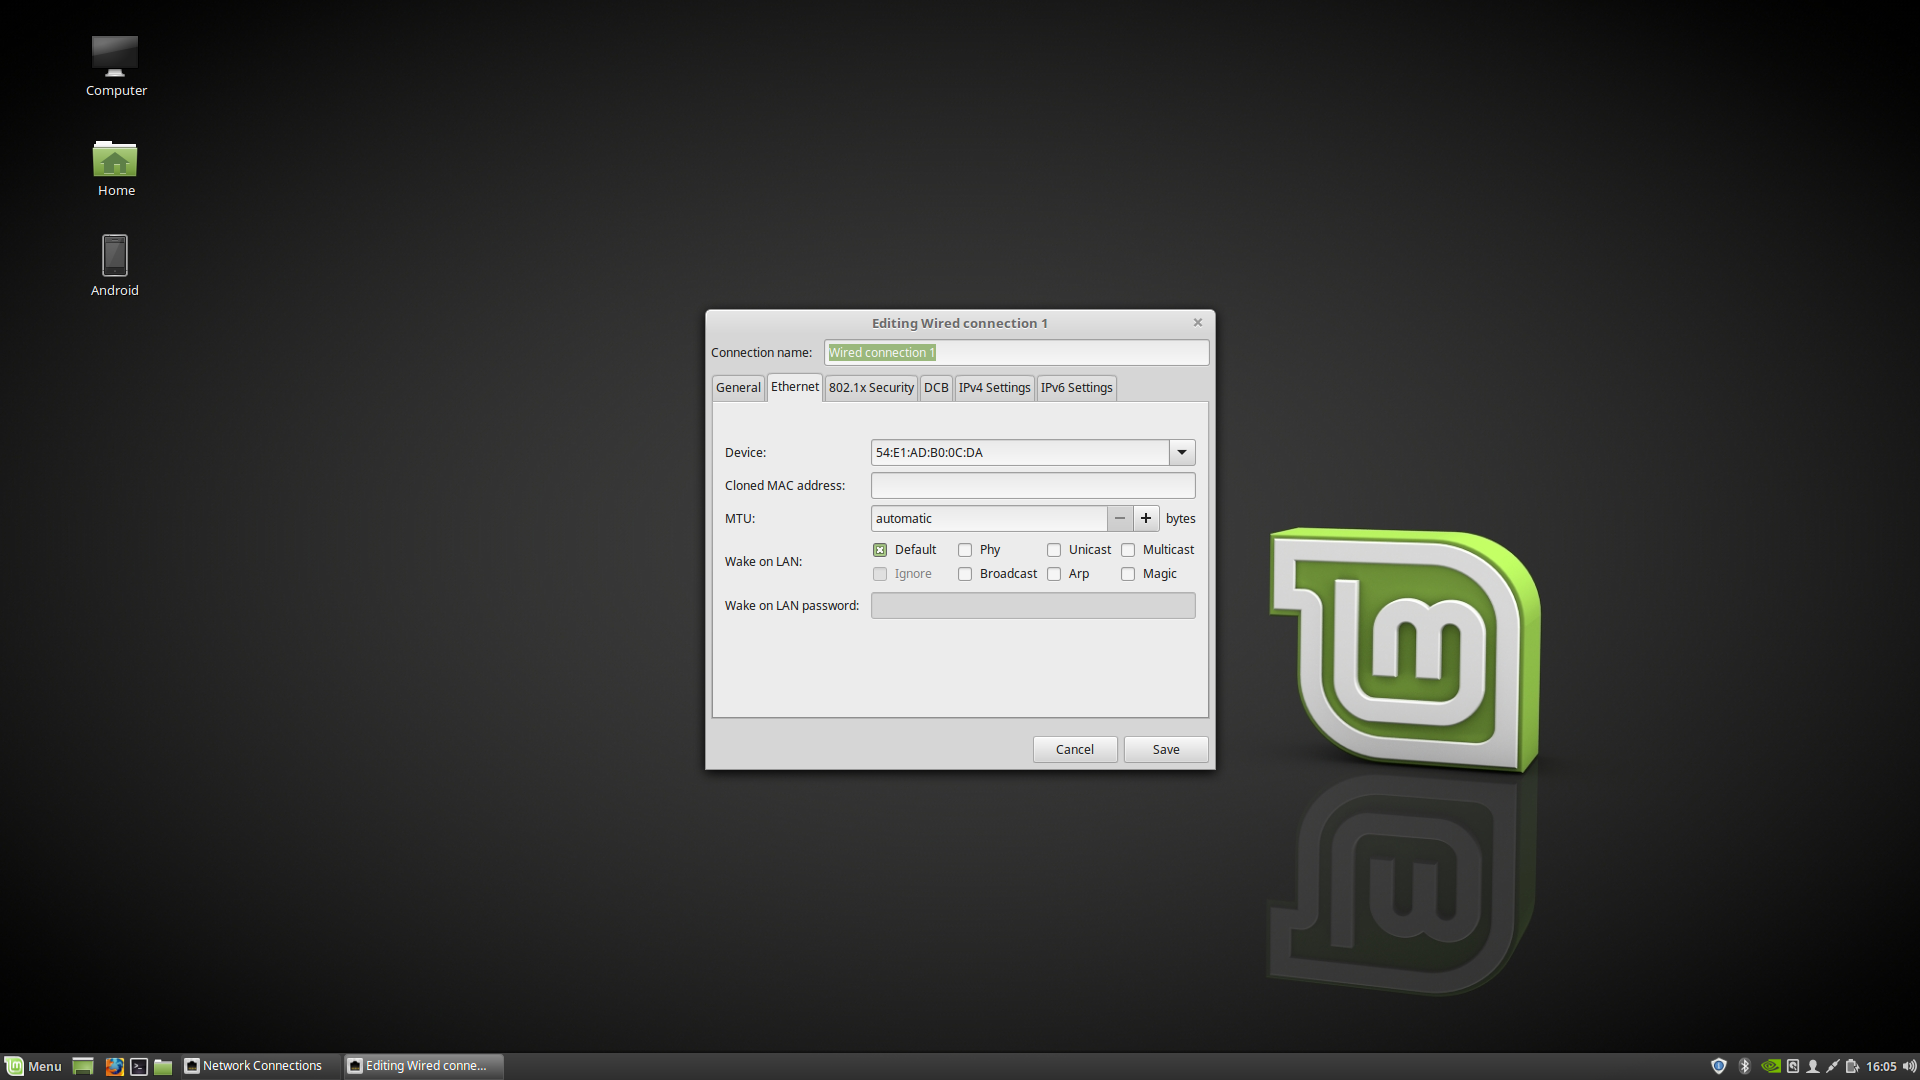 Computer
Home
Android
Editing Wired connection 1
Connection name: Wired connection 1
General Ethernet 802.1x Security DCB IPv4 Settings IPv6 Settings
Device: 54:E1:AD:B0:0C:DA
Cloned MAC address:
MTU: automatic bytes
Wake on LAN:
Default Phy Unicast Multicast
Ignore Broadcast Arp Magic
Wake on LAN password:
Cancel Save
Menu Network Connections Editing Wired conne... 16:05